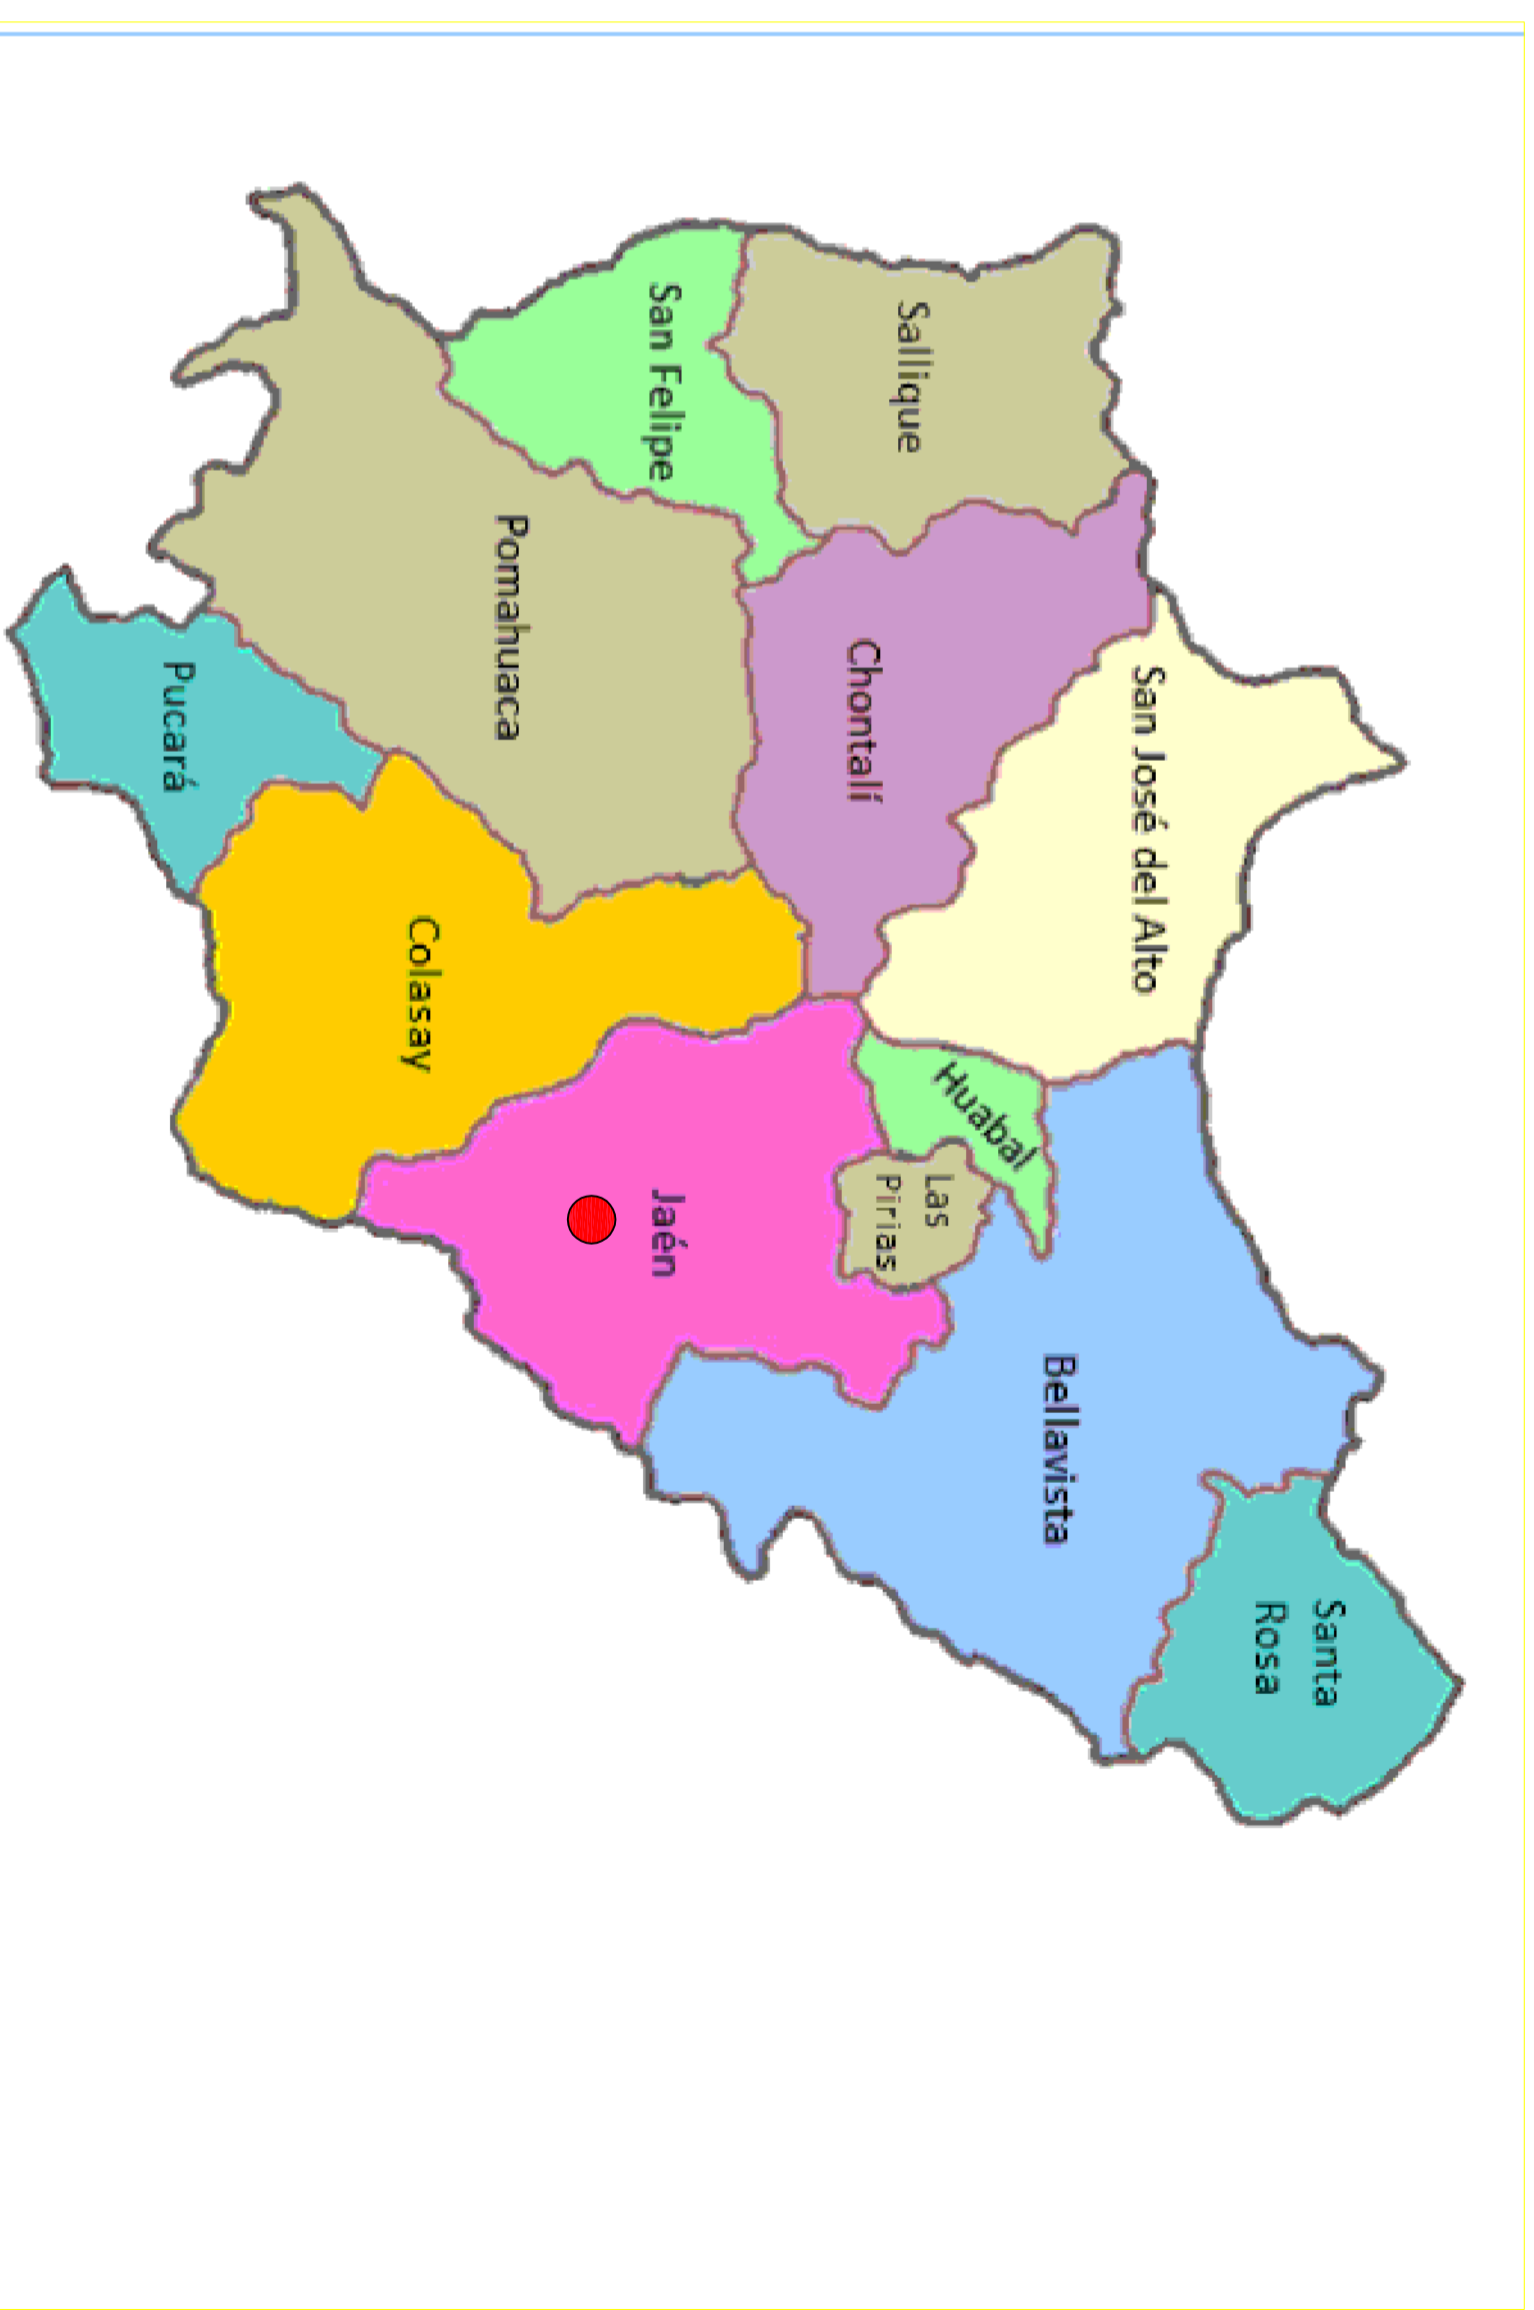 Santa
Rosa
San José del Alto
Bellavista
Huabal
Las
Pirias
Sallique
Chontalí
San Felipe
Jaén
Pomahuaca
Colasay
Pucará